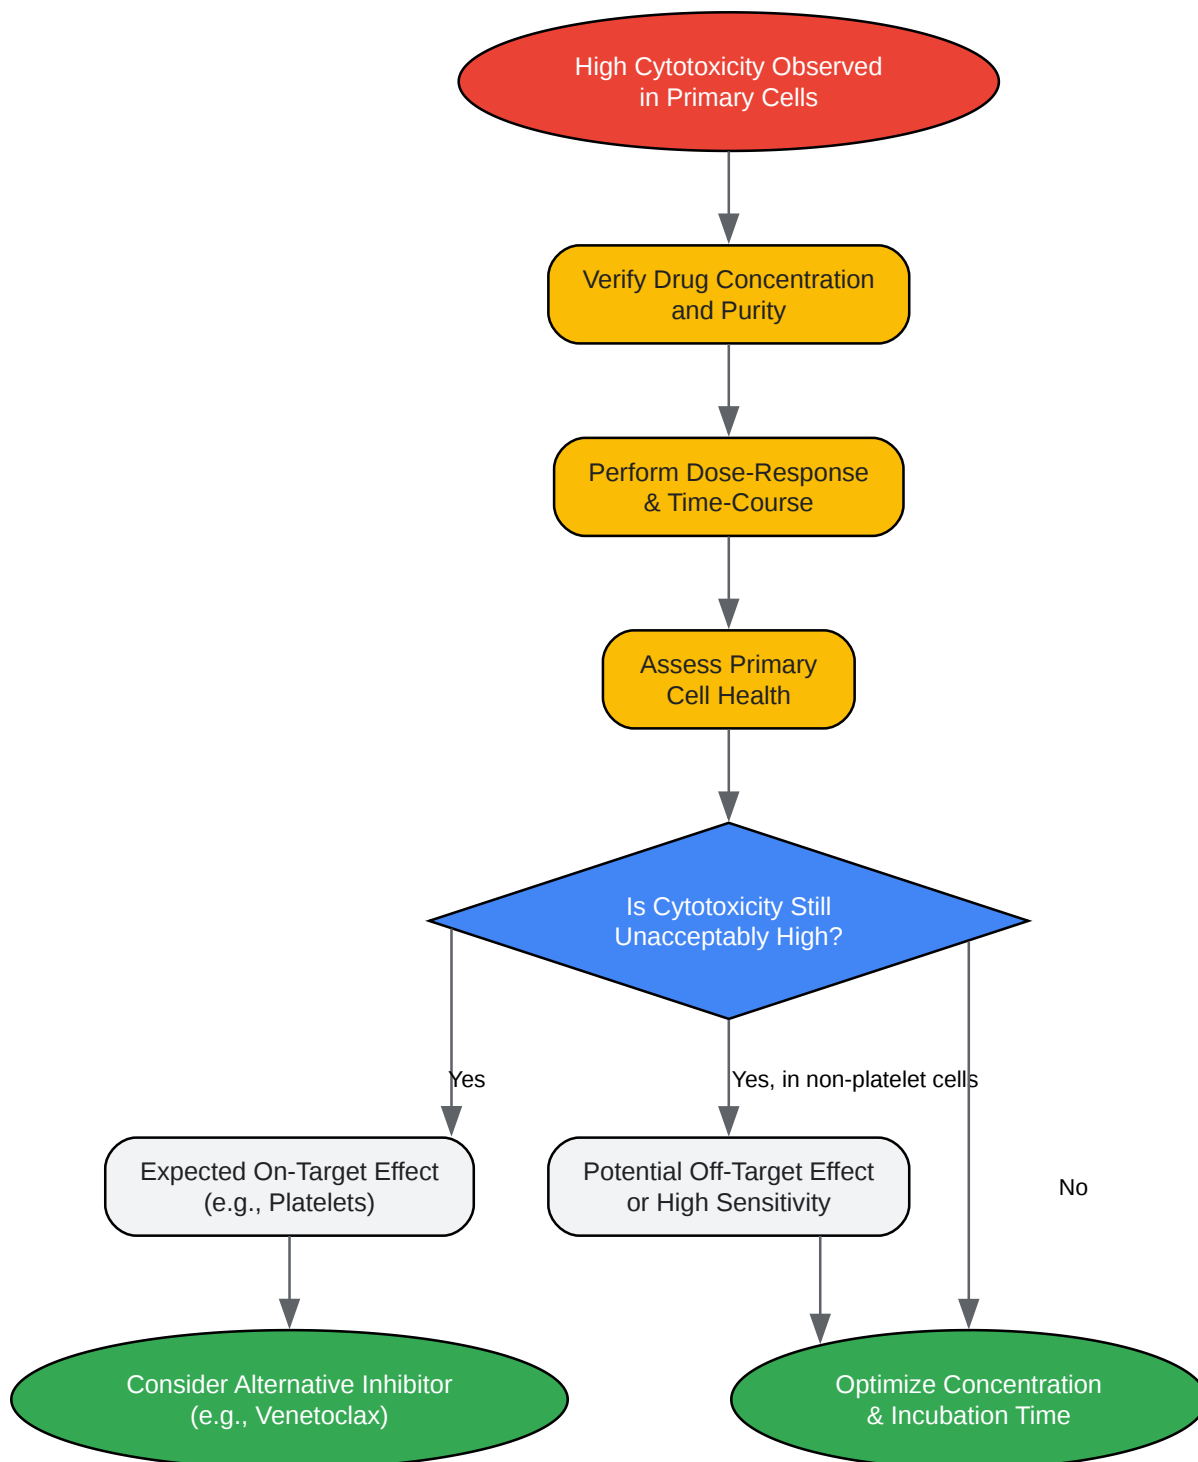 High Cytotoxicity Observed
in Primary Cells
Verify Drug Concentration
and Purity
Perform Dose-Response
& Time-Course
Assess Primary
Cell Health
Is Cytotoxicity Still
Unacceptably High?
Yes
Yes, in non-platelet cells
No
Expected On-Target Effect
(e.g., Platelets)
Potential Off-Target Effect
or High Sensitivity
Consider Alternative Inhibitor
(e.g., Venetoclax)
Optimize Concentration
& Incubation Time